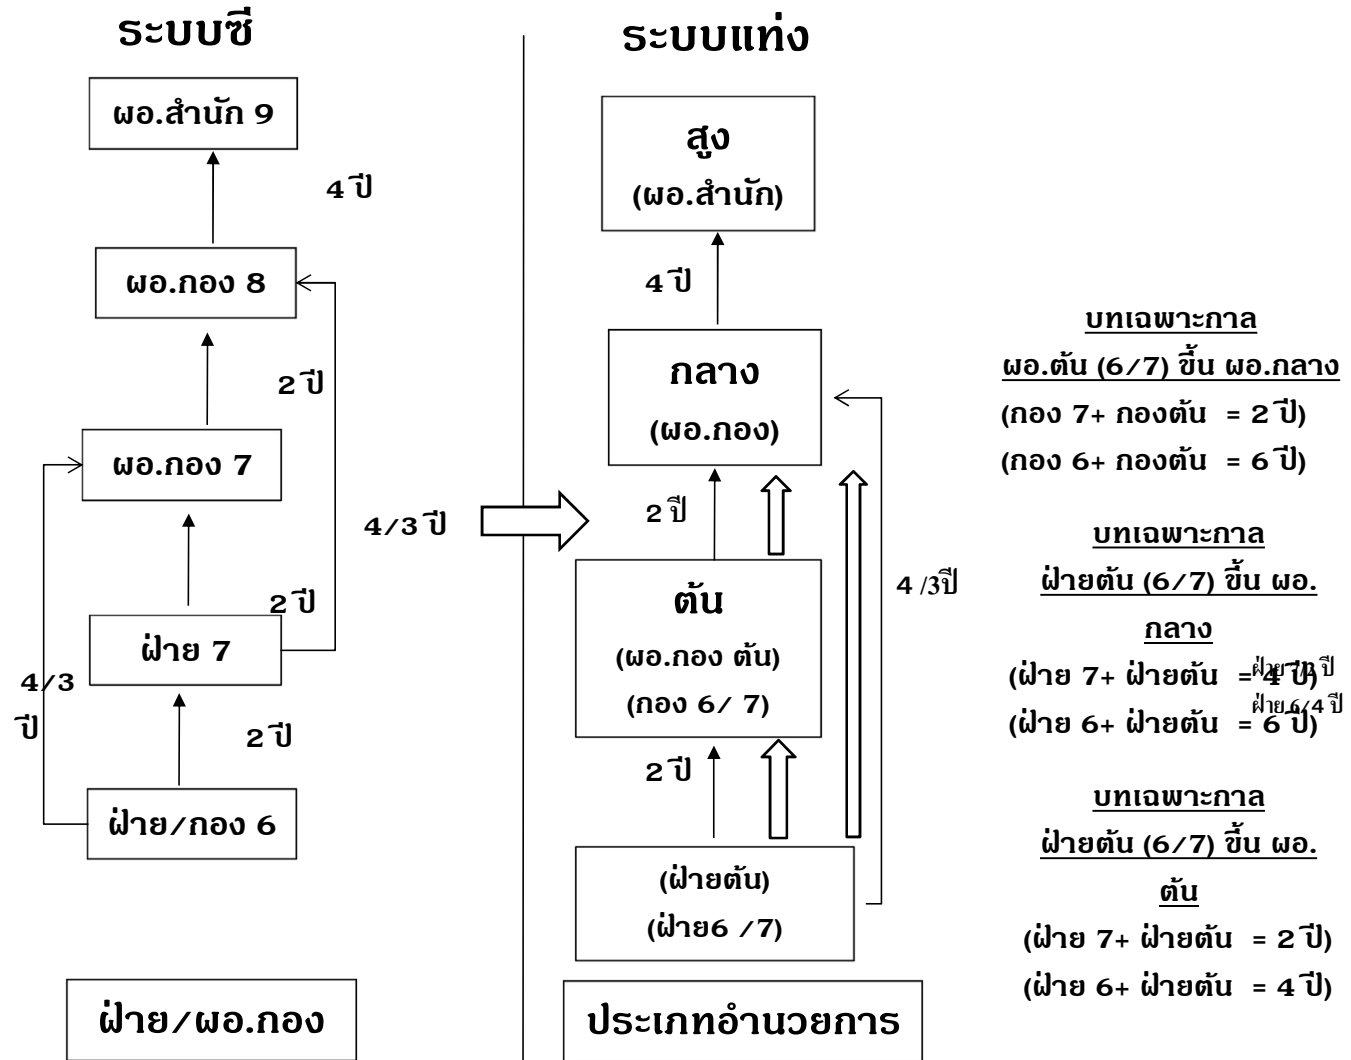 ระบบซี
ผอ.สำนัก 9
4 ปี
ผอ.กอง 8
2 ปี
ผอ.กอง 7
4/3 ปี
2 ปี
ฝ่าย 7
4/3
ปี
2 ปี
ฝ่าย/กอง 6
ฝ่าย/ผอ.กอง
ระบบแท่ง
สูง
(ผอ.สำนัก)
4 ปี
กลาง
(ผอ.กอง)
2 ปี
4 /3ปี
ต้น
(ผอ.กอง ต้น)
(กอง 6/ 7)
2 ปี
(ฝ่ายต้น)
(ฝ่าย6 /7)
ประเภทอำนวยการ
บทเฉพาะกาล
ผอ.ต้น (6/7) ขึ้น ผอ.กลาง
(กอง 7+ กองต้น = 2 ปี)
(กอง 6+ กองต้น = 6 ปี)
บทเฉพาะกาล
ฝ่ายต้น (6/7) ขึ้น ผอ.
กลาง
(ฝ่าย 7+ ฝ่ายต้น = 4 ปี)
(ฝ่าย 6+ ฝ่ายต้น = 6 ปี)
ฝ่าย ปี
ฝ่าย 6/4 ปี
บทเฉพาะกาล
ฝ่ายต้น (6/7) ขึ้น ผอ.
ต้น
(ฝ่าย 7+ ฝ่ายต้น = 2 ปี)
(ฝ่าย 6+ ฝ่ายต้น = 4 ปี)